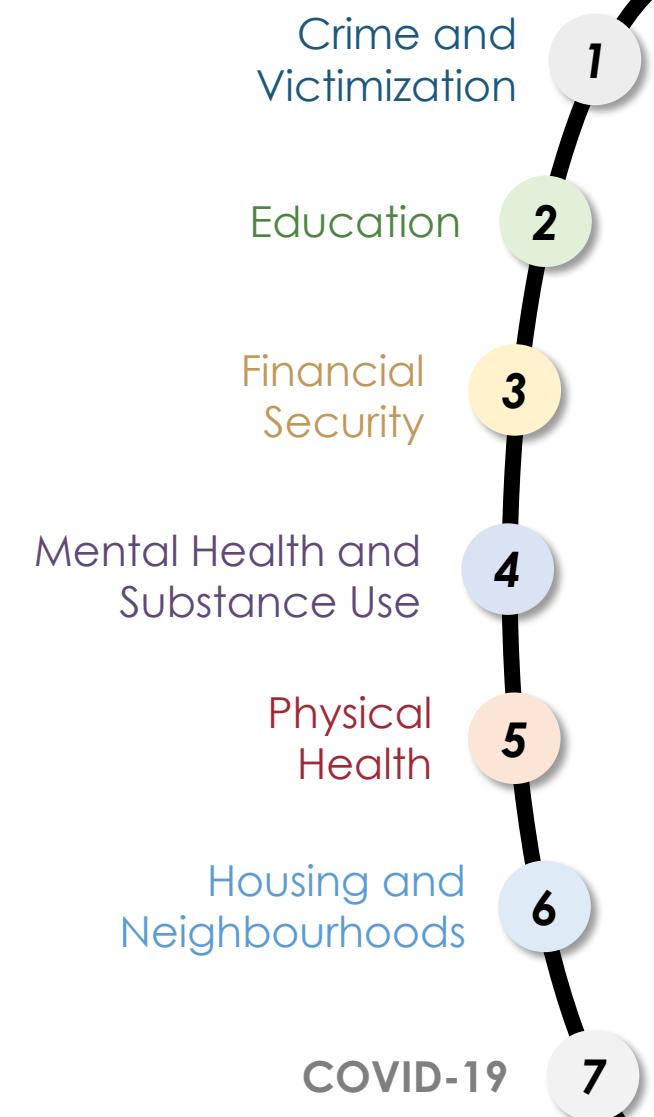 Crime and
Victimization
1
Education
2
Financial
Security
3
Mental Health and
Substance Use
4
Physical
Health
5
Housing and
Neighbourhoods
6
COVID-19
7